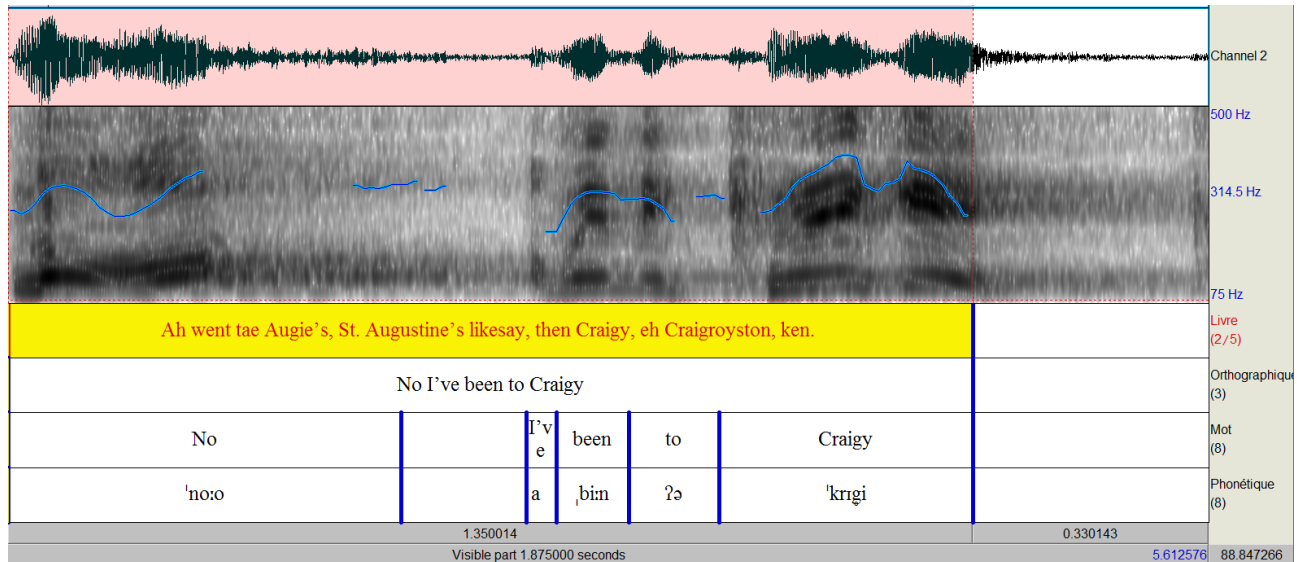 Channel 2
500 Hz
314.5 Hz
75 Hz
Ah went tae Augie’s, St. Augustine’s likesay, then Craigy, eh Craigroyston, ken.
Livre
(2/5)
No I’ve been to Craigy
Orthographique
(3)
No I’ve been to Craigy
Mot
(8)
ˈnoːo a ˌbiːn ʔə ˈkrɪg̥i
Phonétique
(8)
1.350014 0.330143
Visible part 1.875000 seconds 5.612576 88.847266